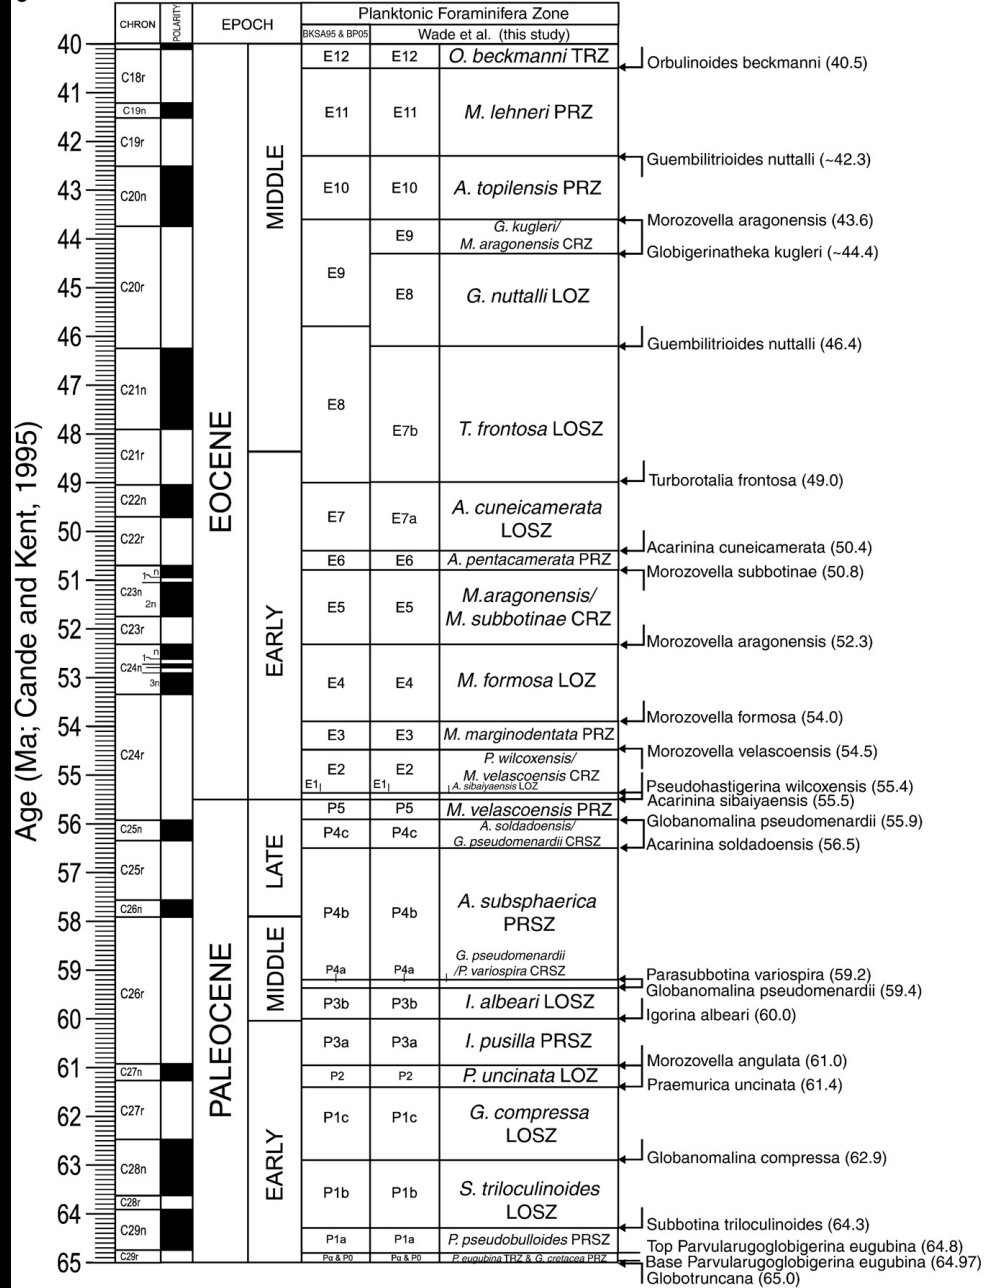 Planktonic Foraminifera Zone
CHRON POLARITY EPOCH BKSA95 & BP05 Wade et al. (this study)
Age (Ma; Cande and Kent, 1995)
40
41
42
43
44
45
46
47
48
49
50
51
52
53
54
55
56
57
58
59
60
61
62
63
64
65
C18r
C19n
C19r
C20n
C20r
C21n
C21r
C22n
C22r
1 n
C23n
2n
C23r
1 n
C24n
3n
C24r
C25n
C25r
C26n
C26r
C27n
C27r
C28n
C28r
C29n
C29r
EOCENE
PALEOCENE
MIDDLE
EARLY
LATE
MIDDLE
EARLY
E12 E12 O. beckmanni TRZ
E11 E11 M. lehneri PRZ
E10 E10 A. topilensis PRZ
E9 E9 G. kugleri/
M. aragonensis CRZ
E8 G. nuttalli LOZ
E8 E7b T. frontosa LOSZ
E7 E7a A. cuneicamerata
LOSZ
E6 E6 A. pentacamerata PRZ
E5 E5 M.aragonensis/
M. subbotinae CRZ
E4 E4 M. formosa LOZ
E3 E3 M. marginodentata PRZ
E2 E2 P. wilcoxensis/
M. velascoensis CRZ
E1 E1 A. sibaiyaensis LOZ
P5 P5 M. velascoensis PRZ
P4c P4c A. soldadoensis/
G. pseudomenardii CRSZ
P4b P4b A. subsphaerica
PRSZ
P4a P4a G. pseudomenardii
/P. variospira CRSZ
P3b P3b I. albeari LOSZ
P3a P3a I. pusilla PRSZ
P2 P2 P. uncinata LOZ
P1c P1c G. compressa
LOSZ
P1b P1b S. triloculinoides
LOSZ
P1a P1a P. pseudobulloides PRSZ
Pα & P0 Pα & P0 P. eugubina TRZ & G. cretacea PRZ
Orbulinoides beckmanni (40.5)
Guembilitrioides nuttalli (~42.3)
Morozovella aragonensis (43.6)
Globigerinatheka kugleri (~44.4)
Guembilitrioides nuttalli (46.4)
Turborotalia frontosa (49.0)
Acarinina cuneicamerata (50.4)
Morozovella subbotinae (50.8)
Morozovella aragonensis (52.3)
Morozovella formosa (54.0)
Morozovella velascoensis (54.5)
Pseudohastigerina wilcoxensis (55.4)
Acarinina sibaiyaensis (55.5)
Globanomalina pseudomenardii (55.9)
Acarinina soldadoensis (56.5)
Parasubbotina variospira (59.2)
Globanomalina pseudomenardii (59.4)
Igorina albeari (60.0)
Morozovella angulata (61.0)
Praemurica uncinata (61.4)
Globanomalina compressa (62.9)
Subbotina triloculinoides (64.3)
Top Parvularugoglobigerina eugubina (64.8)
Base Parvularugoglobigerina eugubina (64.97)
Globotruncana (65.0)